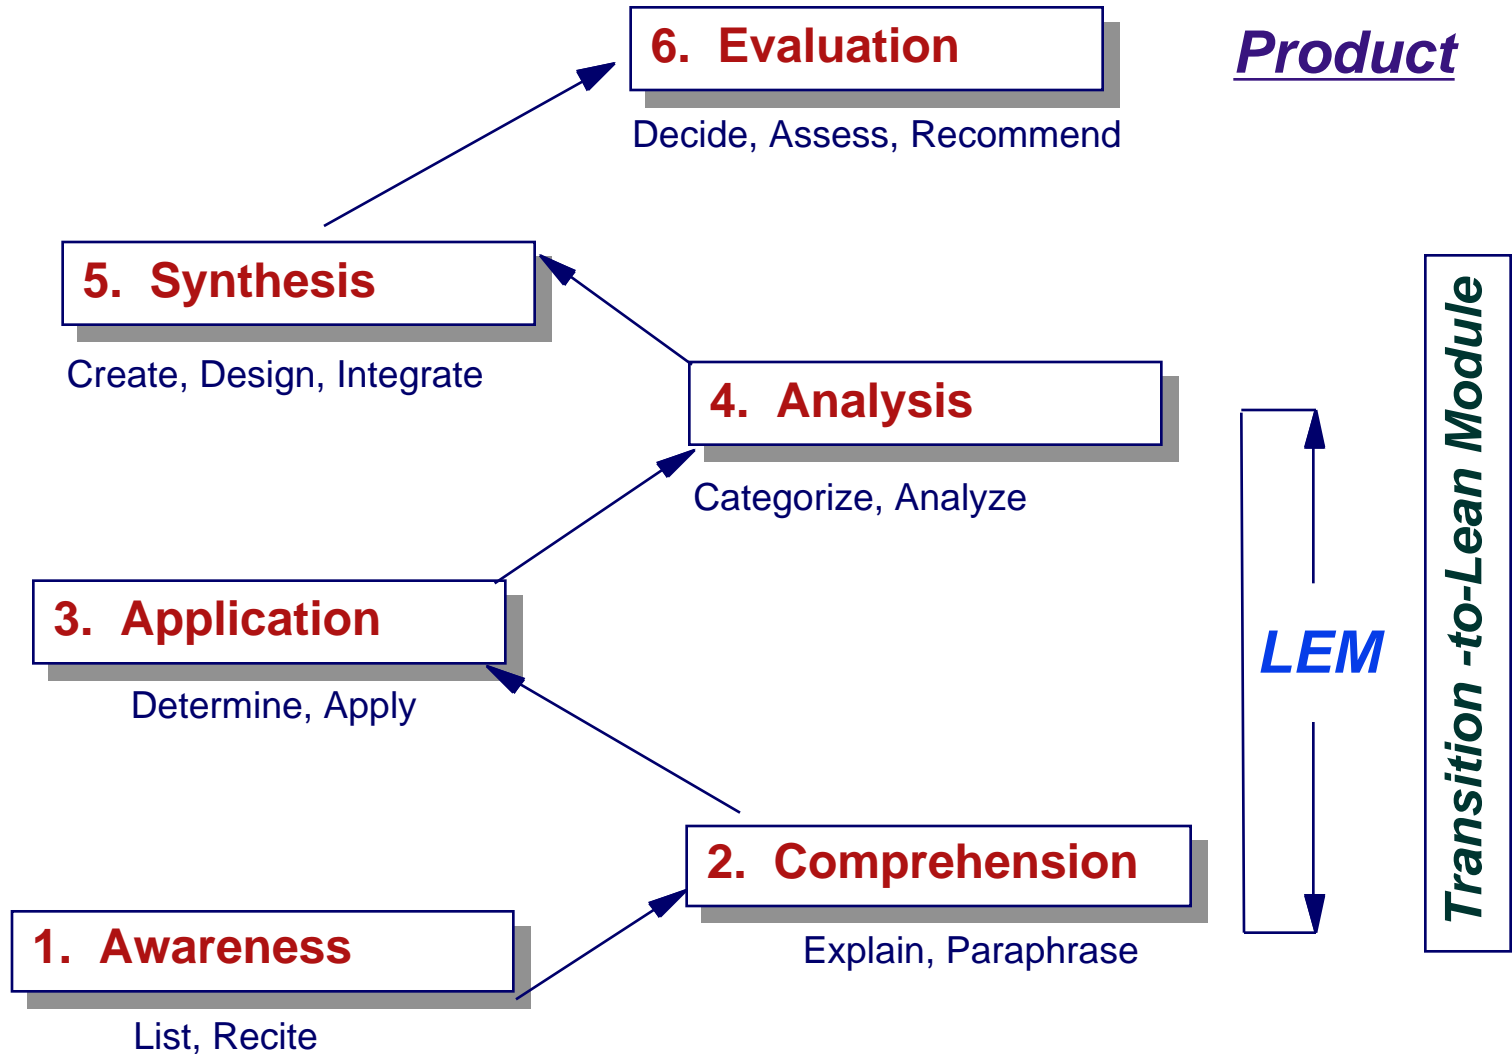 6. Evaluation
Product
Decide, Assess, Recommend
5. Synthesis
Create, Design, Integrate
4. Analysis
Categorize, Analyze
3. Application
Determine, Apply
LEM
Transition -to-Lean Module
2. Comprehension
Explain, Paraphrase
1. Awareness
List, Recite